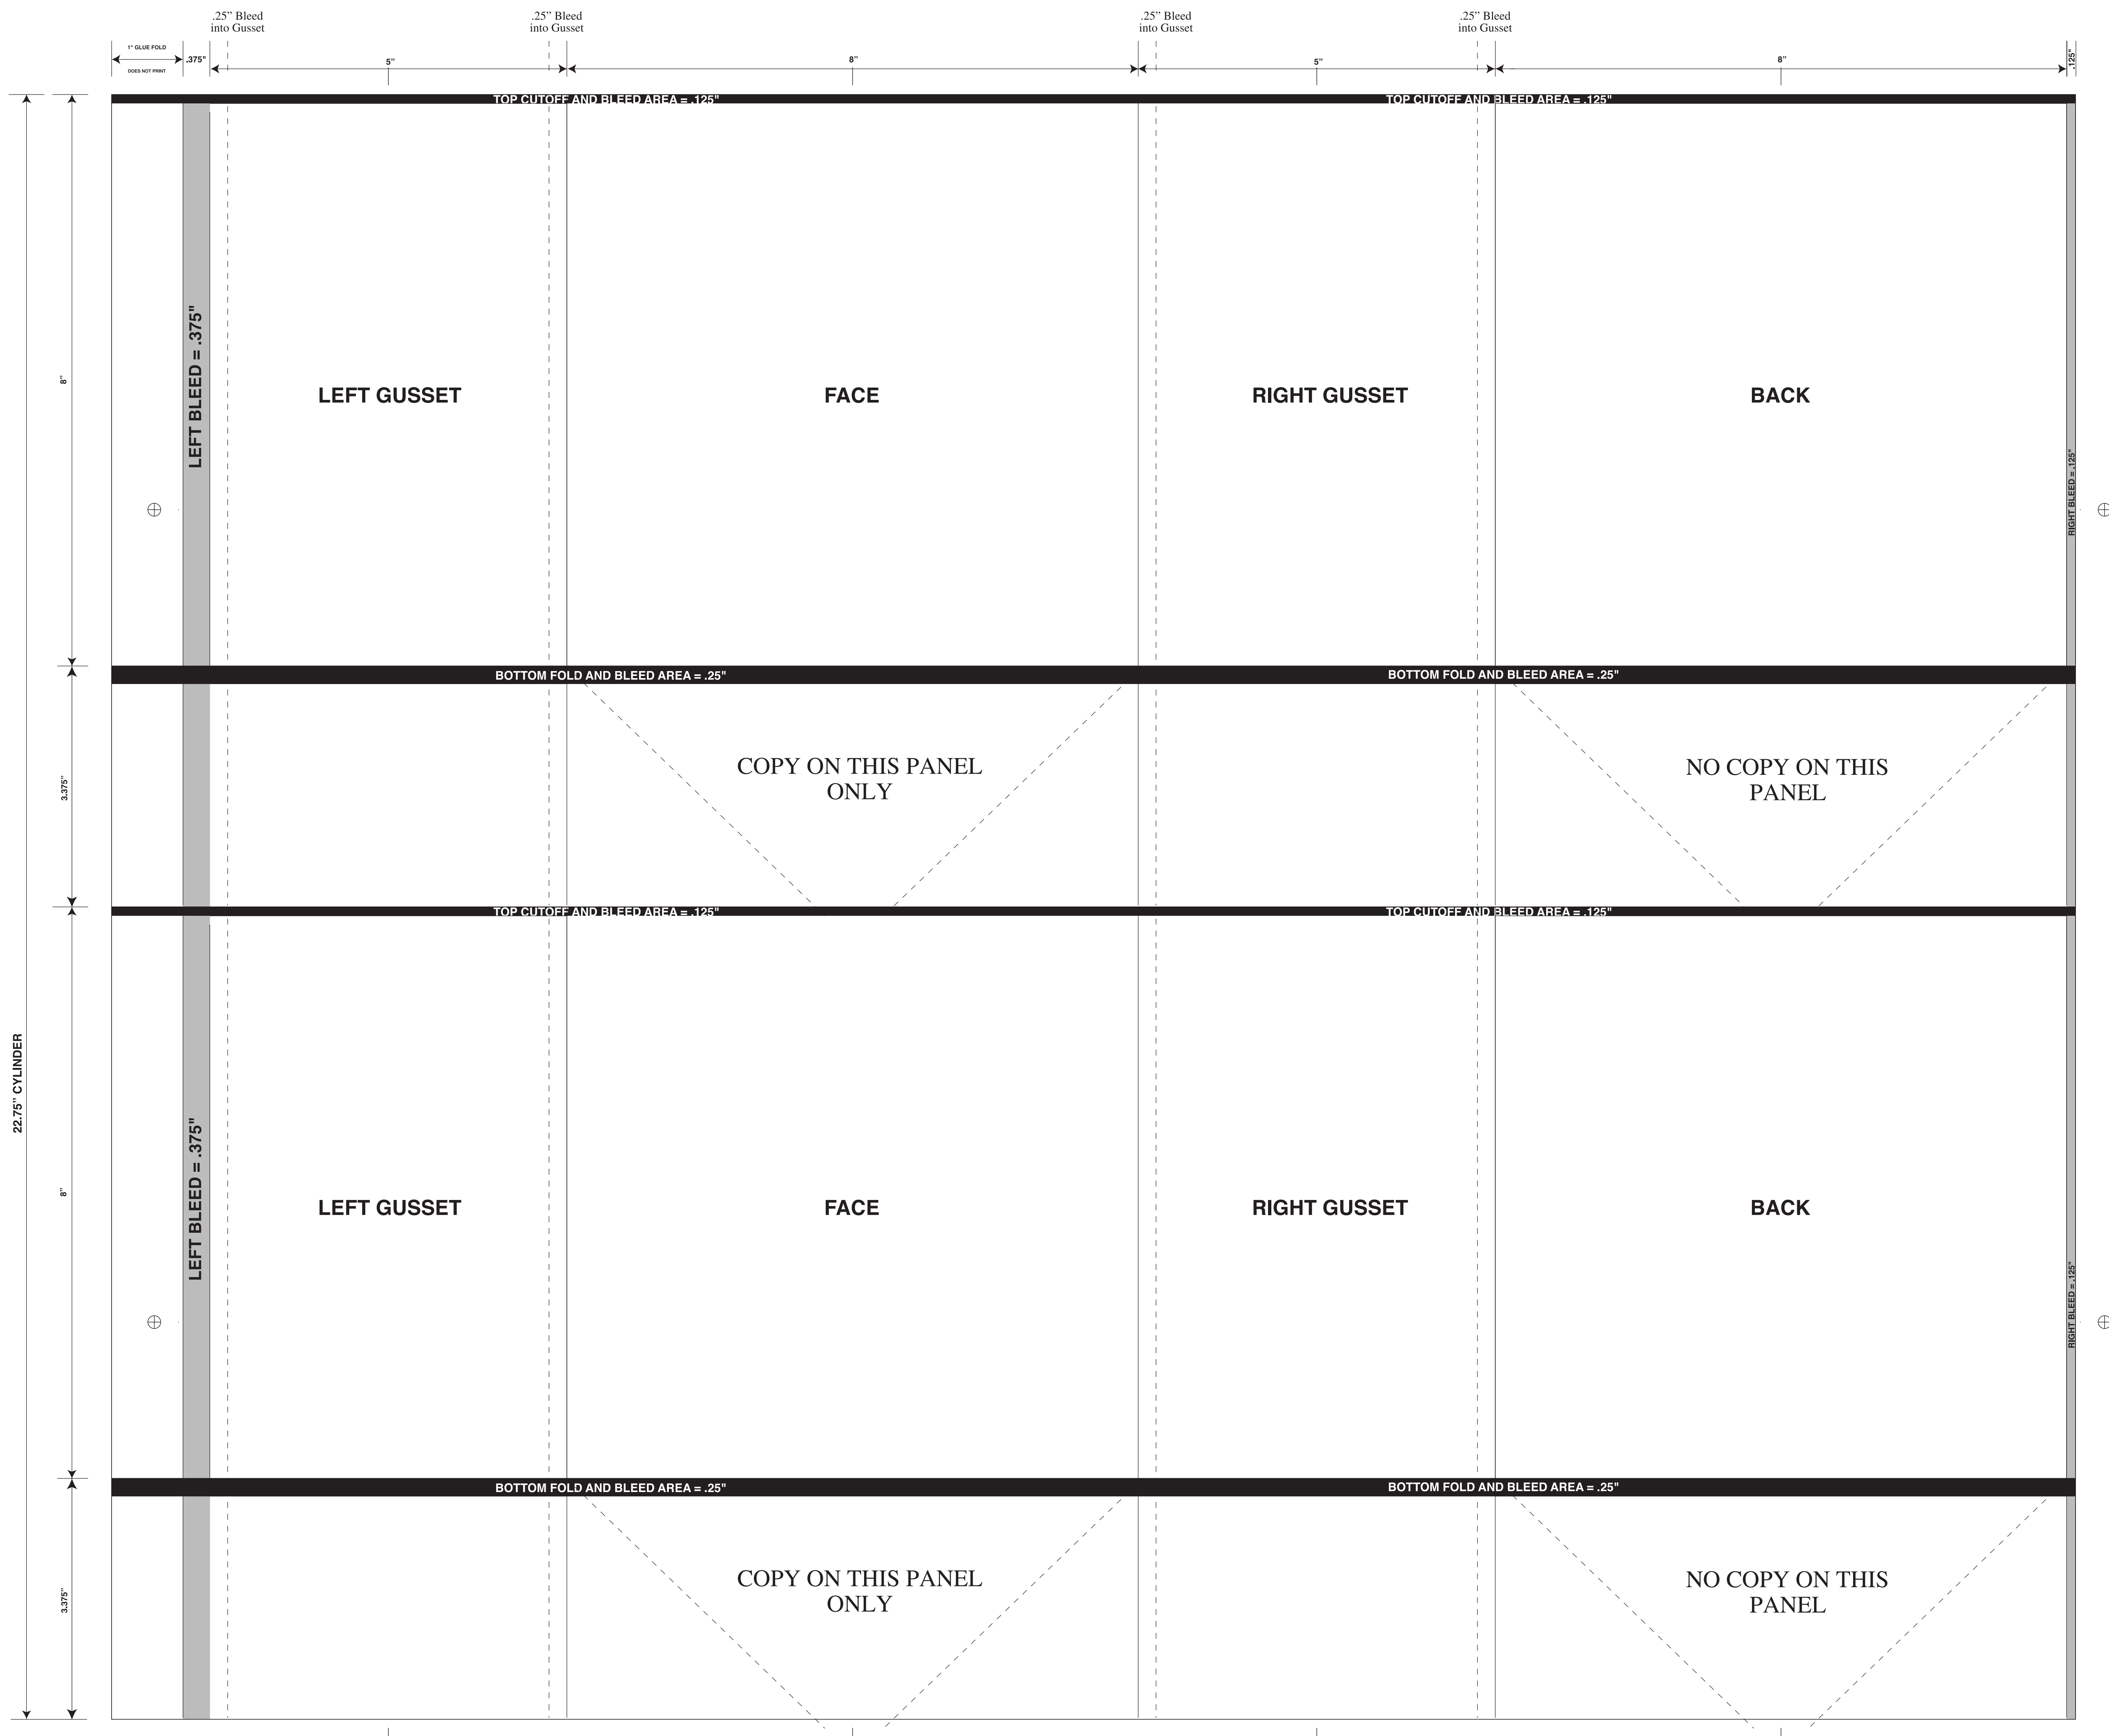 .25” Bleed
into Gusset
.25” Bleed
into Gusset
.25” Bleed
into Gusset
.25” Bleed
into Gusset
1" GLUE FOLD
DOES NOT PRINT
.375"
5”
8”
5”
8”
.125"
TOP CUTOFF AND BLEED AREA = .125"
TOP CUTOFF AND BLEED AREA = .125"
8”
LEFT BLEED = .375"
LEFT GUSSET
FACE
RIGHT GUSSET
BACK
RIGHT BLEED = .125"
BOTTOM FOLD AND BLEED AREA = .25"
BOTTOM FOLD AND BLEED AREA = .25"
3.375”
COPY ON THIS PANEL
ONLY
NO COPY ON THIS
PANEL
TOP CUTOFF AND BLEED AREA = .125"
TOP CUTOFF AND BLEED AREA = .125"
22.75” CYLINDER
8”
LEFT BLEED = .375"
LEFT GUSSET
FACE
RIGHT GUSSET
BACK
RIGHT BLEED = .125"
BOTTOM FOLD AND BLEED AREA = .25"
BOTTOM FOLD AND BLEED AREA = .25"
3.375”
COPY ON THIS PANEL
ONLY
NO COPY ON THIS
PANEL